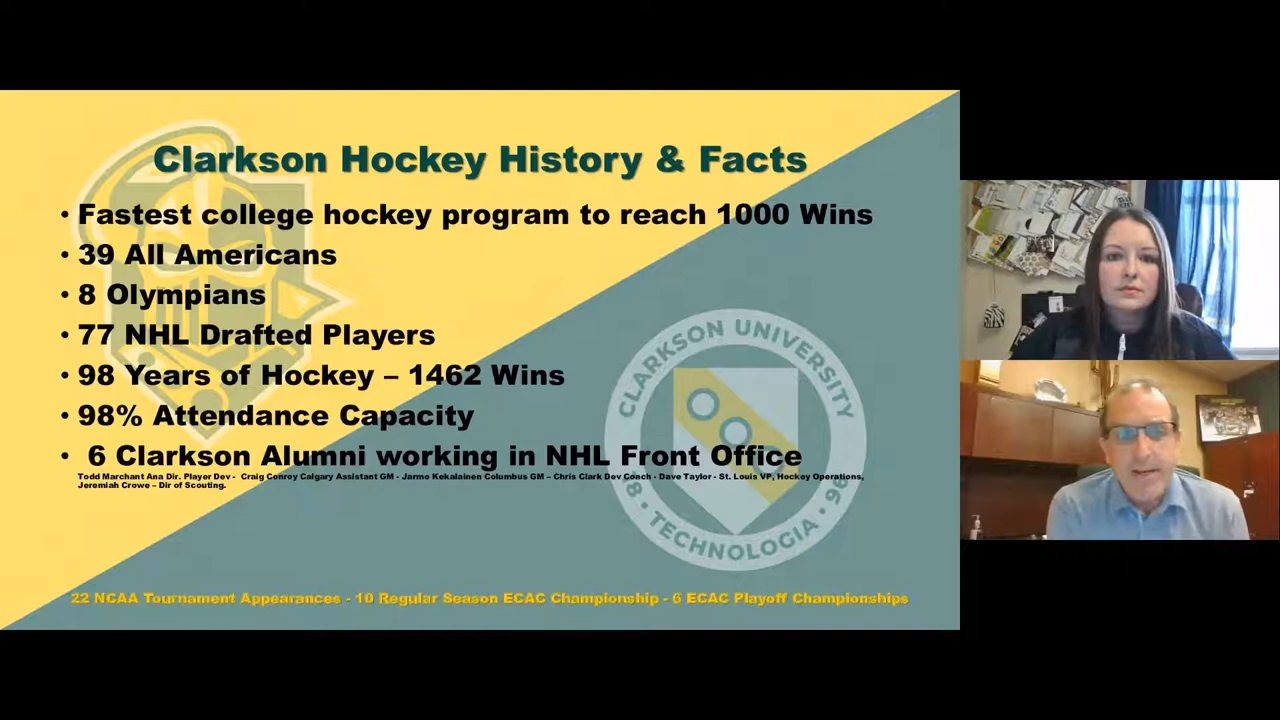 Clarkson Hockey History & Facts
• Fastest college hockey program to reach 1000 Wins
• 39 All Americans
• 8 Olympians
• 77 NHL Drafted Players
• 98 Years of Hockey – 1462 Wins
• 98% Attendance Capacity
• 6 Clarkson Alumni working in NHL Front Office
Todd Marchant Ana Dir. Player Dev - Craig Conroy Calgary Assistant GM - Jarmo Kekalainen Columbus GM – Chris Clark Dev Coach - Dave Taylor - St. Louis VP, Hockey Operations,
Jeremiah Crowe – Dir of Scouting.
CLARKSON UNIVERSITY
• TECHNOLOGIA •
96
22 NCAA Tournament Appearances - 10 Regular Season ECAC Championship - 6 ECAC Playoff Championships